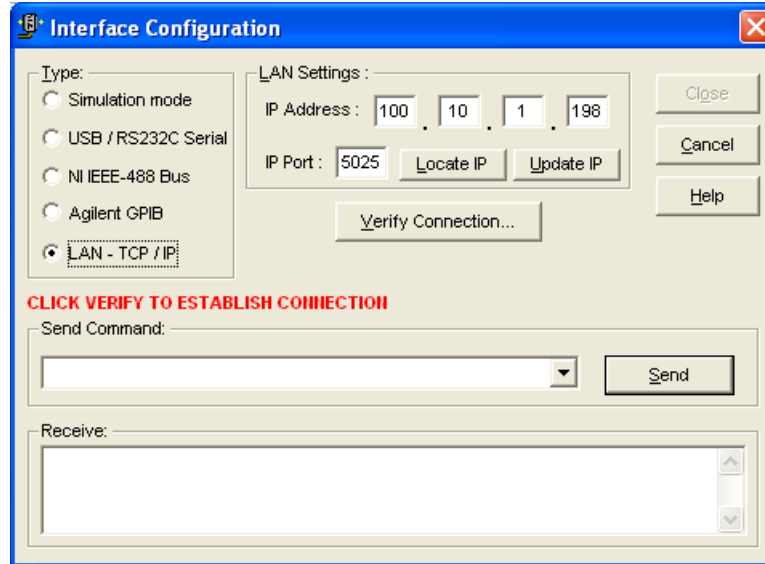 Interface Configuration
Type:
Simulation mode
USB / RS232C Serial
NI IEEE-488 Bus
Agilent GPIB
LAN - TCP / IP
LAN Settings :
IP Address : 100 . 10 . 1 . 198
IP Port : 5025 Locate IP Update IP
Verify Connection...
Close
Cancel
Help
CLICK VERIFY TO ESTABLISH CONNECTION
Send Command:
Send
Receive: